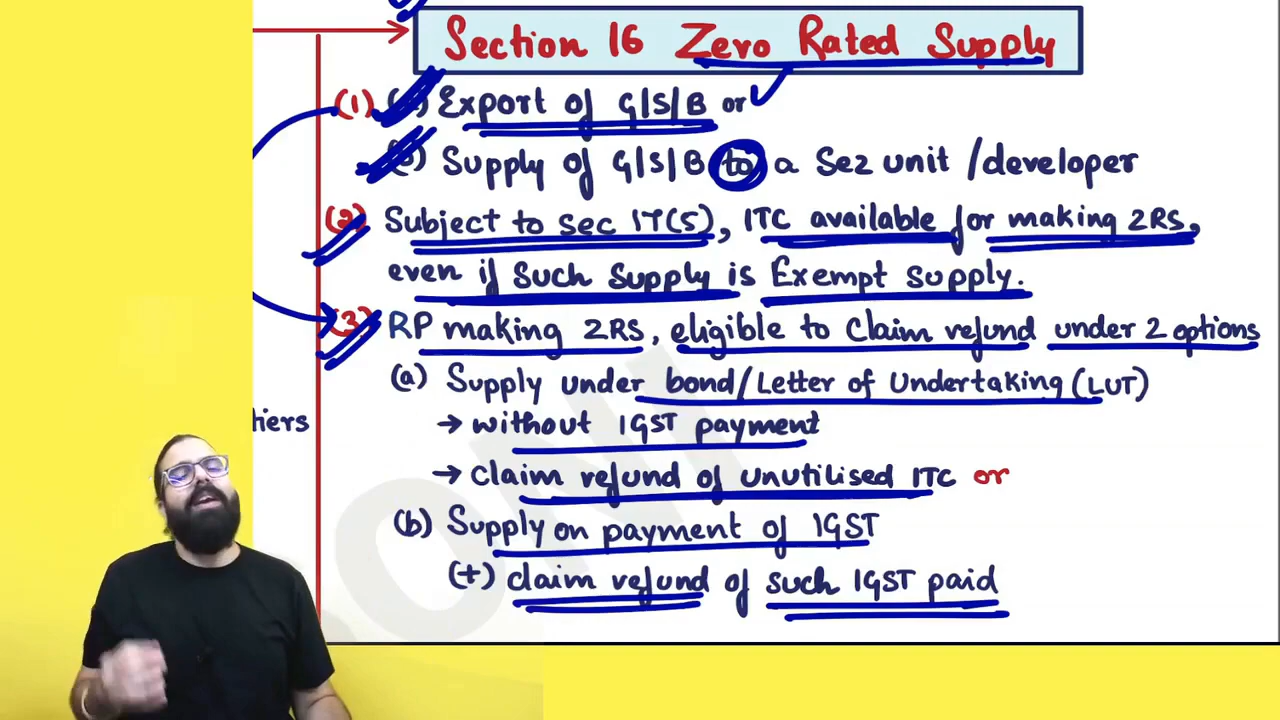 Section 16 Zero Rated Supply
(1) (a) Export of G/S/B or
(b) Supply of G/S/B to a Sez unit /developer
(2) Subject to sec 17(5), ITC available for making ZRS,
even if Such Supply is Exempt supply.
(3) RP making ZRS, eligible to Claim refund under 2 options
(a) Supply under bond/Letter of Undertaking (LUT)
→ without IGST payment
tiers
→ Claim refund of unutilised ITC or
(b) Supply on payment of IGST
(+) claim refund of such IGST paid